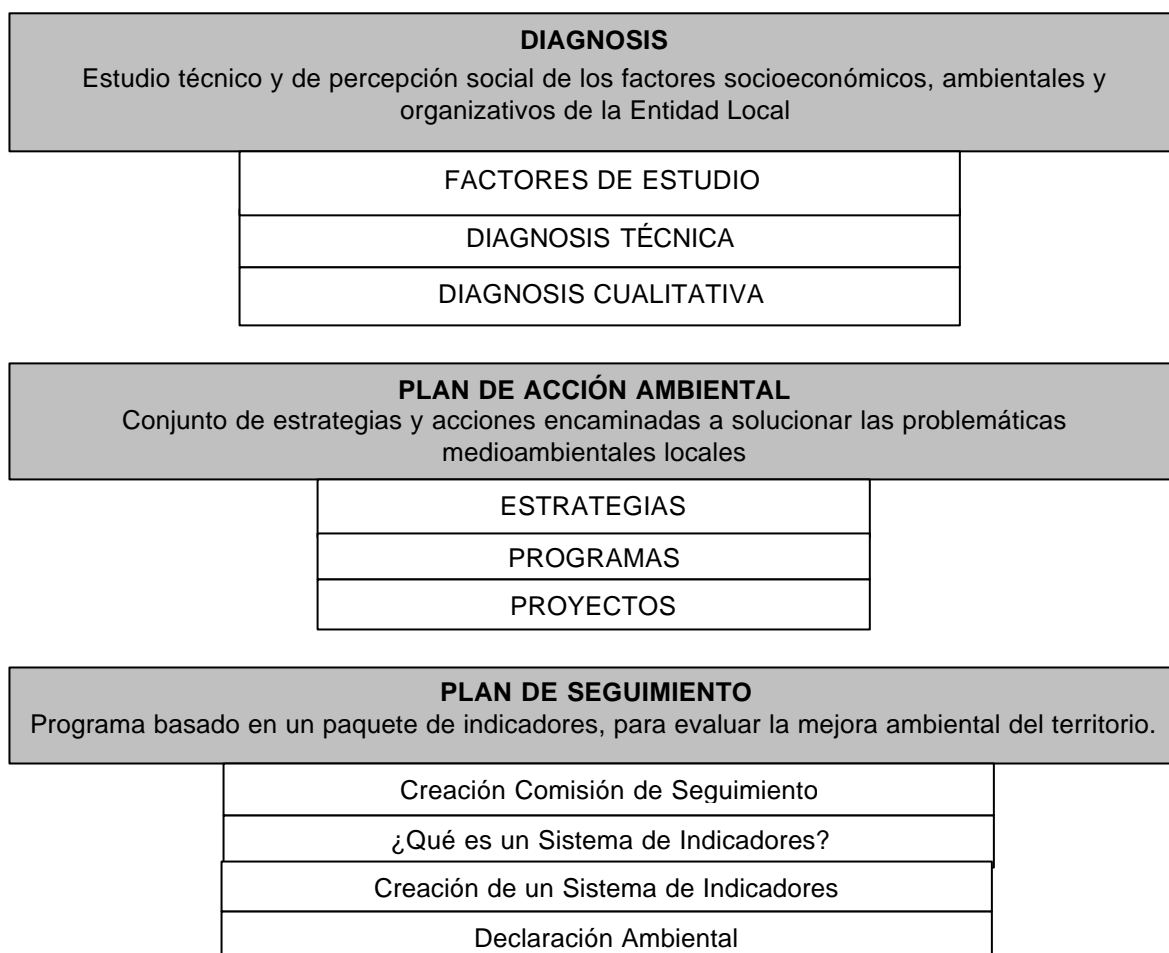 DIAGNOSIS
Estudio técnico y de percepción social de los factores socioeconómicos, ambientales y
organizativos de la Entidad Local
FACTORES DE ESTUDIO
DIAGNOSIS TÉCNICA
DIAGNOSIS CUALITATIVA
PLAN DE ACCIÓN AMBIENTAL
Conjunto de estrategias y acciones encaminadas a solucionar las problemáticas
medioambientales locales
ESTRATEGIAS
PROGRAMAS
PROYECTOS
PLAN DE SEGUIMIENTO
Programa basado en un paquete de indicadores, para evaluar la mejora ambiental del territorio.
Creación Comisión de Seguimiento
¿Qué es un Sistema de Indicadores?
Creación de un Sistema de Indicadores
Declaración Ambiental